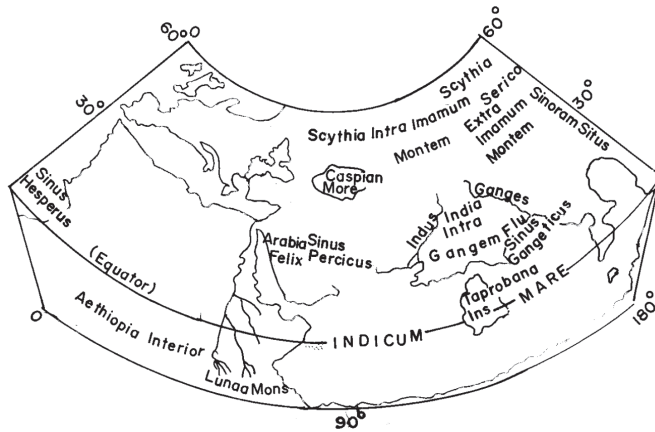 60° O
60°
30°
30°
Scythia
Serico
Sinoram Situs
Scythia Intra Imamum
Montem
Extra
Imamum
Montem
Sinus
Hesperus
Caspian
More
Ganges
Indus
India
Intra
Gangem Flu
Sinus
Gangeticus
Arabia
Felix
Sinus
Percicus
(Equator)
Taprobana
Ins
MARE
INDICUM
Aethiopia Interior
Lunaa Mons
0
90°
180°